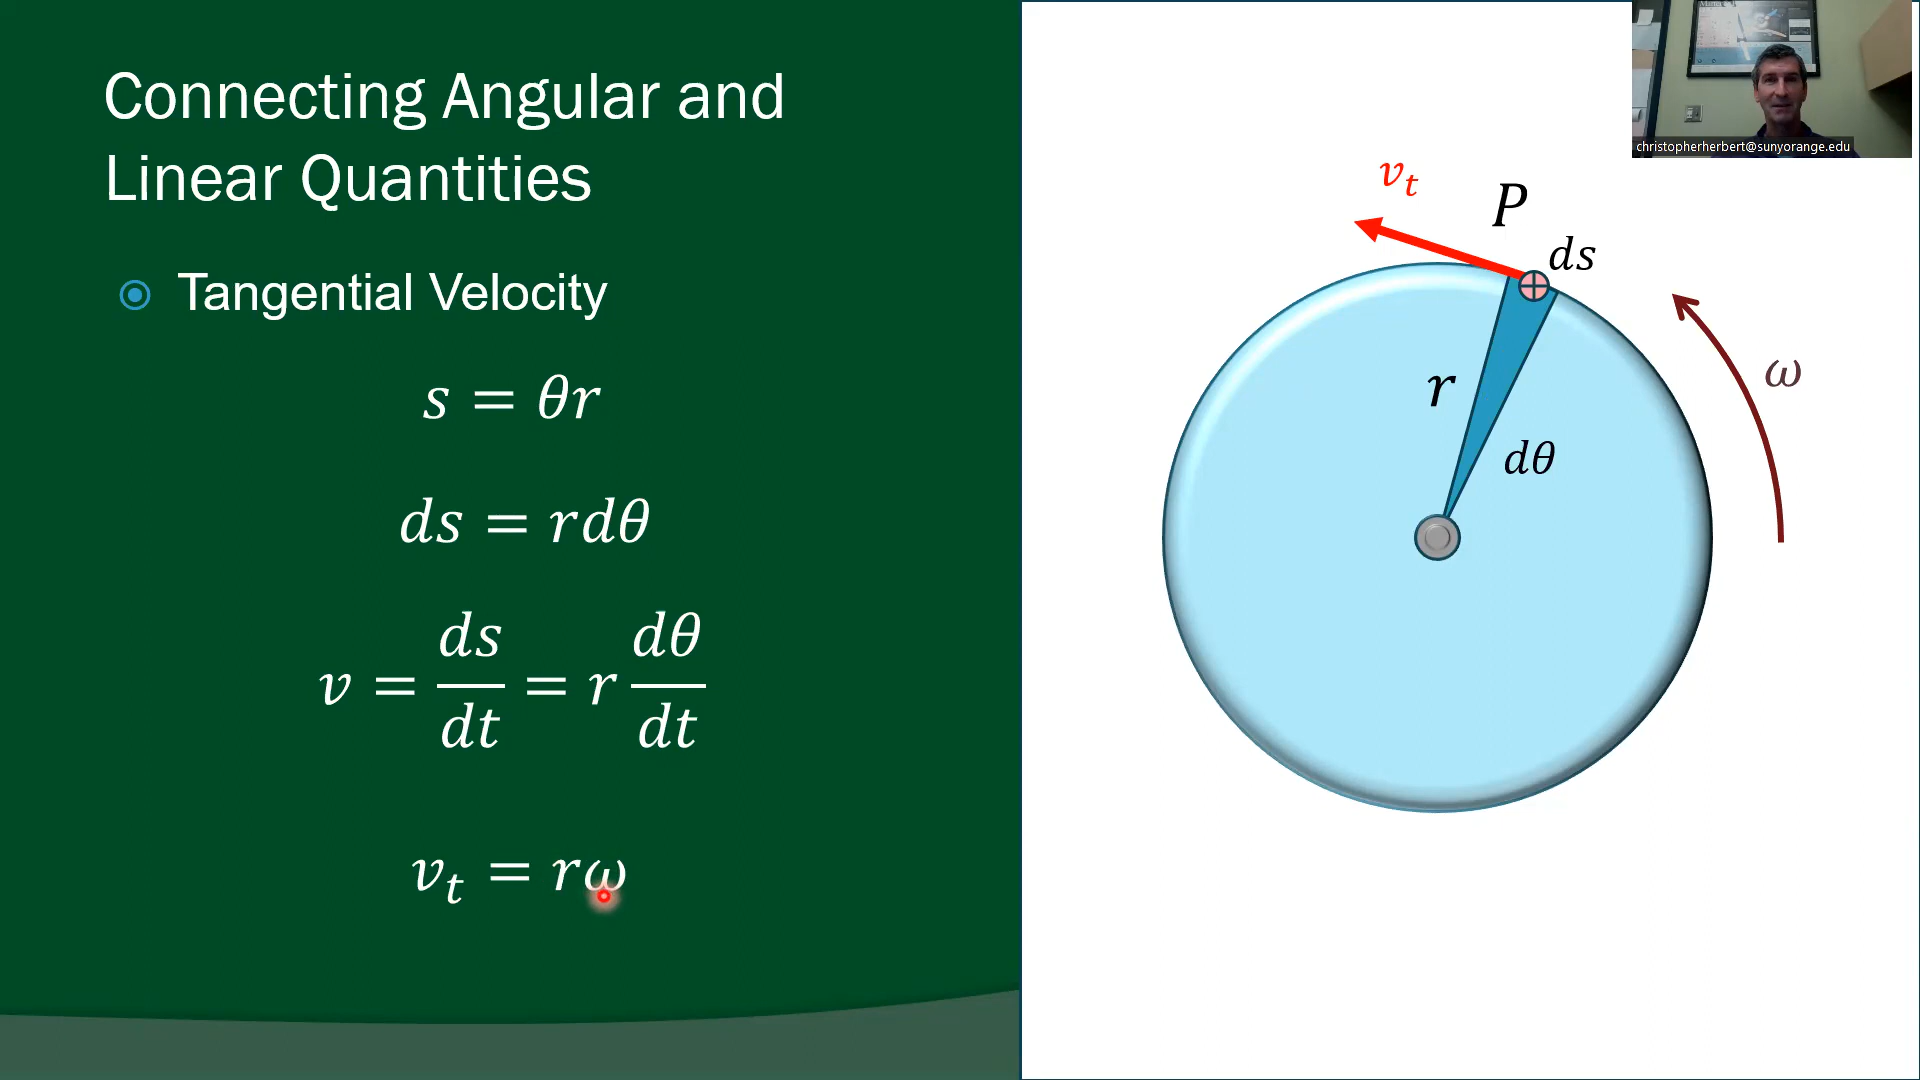 Connecting Angular and
Linear Quantities
Tangential Velocity
s = θr
ds = rdθ
v = ds/dt = r dθ/dt
v_t = rω
christopherherbert@sunyorange.edu
v_t
P
ds
r
ω
dθ